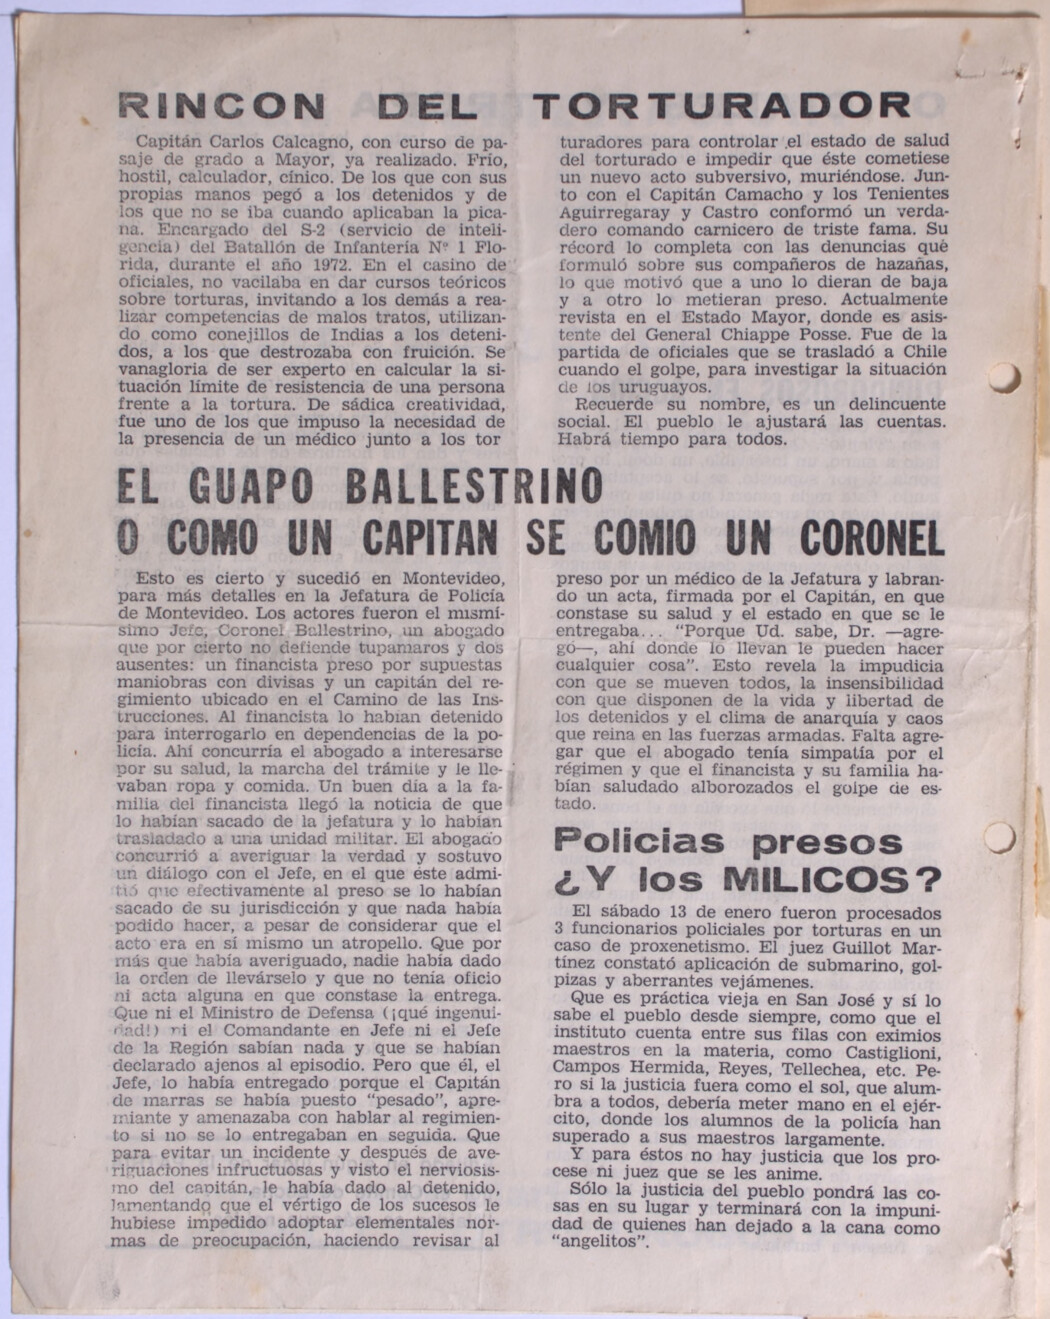 RINCON DEL TORTURADOR
Capitán Carlos Calcagno, con curso de pa-
saje de grado a Mayor, ya realizado. Frío,
hostil, calculador, cínico. De los que con sus
propias manos pegó a los detenidos y de
los que no se iba cuando aplicaban la pica-
na. Encargado del S-2 (servicio de inteli-
gencia) del Batallón de Infantería Nº 1 Flo-
rida, durante el año 1972. En el casino de
oficiales, no vacilaba en dar cursos teóricos
sobre torturas, invitando a los demás a rea-
lizar competencias de malos tratos, utilizan-
do como conejillos de Indias a los deteni-
dos, a los que destrozaba con fruición. Se
vanagloria de ser experto en calcular la si-
tuación límite de resistencia de una persona
frente a la tortura. De sádica creatividad,
fue uno de los que impuso la necesidad de
la presencia de un médico junto a los tor
turadores para controlar el estado de salud
del torturado e impedir que éste cometiese
un nuevo acto subversivo, muriéndose. Jun-
to con el Capitán Camacho y los Tenientes
Aguirregaray y Castro conformó un verda-
dero comando carnicero de triste fama. Su
récord lo completa con las denuncias que
formuló sobre sus compañeros de hazañas,
lo que motivó que a uno lo dieran de baja
y a otro lo metieran preso. Actualmente
revista en el Estado Mayor, donde es asis-
tente del General Chiappe Posse. Fue de la
partida de oficiales que se trasladó a Chile
cuando el golpe, para investigar la situación
de los uruguayos.
Recuerde su nombre, es un delincuente
social. El pueblo le ajustará las cuentas.
Habrá tiempo para todos.
EL GUAPO BALLESTRINO
O COMO UN CAPITAN SE COMIO UN CORONEL
Esto es cierto y sucedió en Montevideo,
para más detalles en la Jefatura de Policía
de Montevideo. Los actores fueron el mismí-
simo Jefe, Coronel Ballestrino, un abogado
que por cierto no defiende tupamaros y dos
ausentes: un financista preso por supuestas
maniobras con divisas y un capitán del re-
gimiento ubicado en el Camino de las Ins-
trucciones. Al financista lo habían detenido
para interrogarlo en dependencias de la po-
licía. Ahí concurría el abogado a interesarse
por su salud, la marcha del trámite y le lle-
vaban ropa y comida. Un buen día a la fa-
milia del financista llegó la noticia de que
lo habían sacado de la jefatura y lo habían
trasladado a una unidad militar. El abogado
concurrió a averiguar la verdad y sostuvo
un diálogo con el Jefe, en el que éste admi-
tió que efectivamente al preso se lo habían
sacado de su jurisdicción y que nada había
podido hacer, a pesar de considerar que el
acto era en sí mismo un atropello. Que por
más que había averiguado, nadie había dado
la orden de llevárselo y que no tenía oficio
ni acta alguna en que constase la entrega.
Que ni el Ministro de Defensa (¡qué ingenui-
dad!) ni el Comandante en Jefe ni el Jefe
de la Región sabían nada y que se habían
declarado ajenos al episodio. Pero que él, el
Jefe, lo había entregado porque el Capitán
de marras se había puesto "pesado", apre-
miante y amenazaba con hablar al regimien-
to si no se lo entregaban en seguida. Que
para evitar un incidente y después de ave-
riguaciones infructuosas y visto el nerviosis-
mo del capitán, le había dado al detenido,
lamentando que el vértigo de los sucesos le
hubiese impedido adoptar elementales nor-
mas de preocupación, haciendo revisar al
preso por un médico de la Jefatura y labran-
do un acta, firmada por el Capitán, en que
constase su salud y el estado en que se le
entregaba... "Porque Ud. sabe, Dr. —agre-
gó—, ahí donde lo llevan le pueden hacer
cualquier cosa". Esto revela la impudicia
con que se mueven todos, la insensibilidad
con que disponen de la vida y libertad de
los detenidos y el clima de anarquía y caos
que reina en las fuerzas armadas. Falta agre-
gar que el abogado tenía simpatía por el
régimen y que el financista y su familia ha-
bían saludado alborozados el golpe de es-
tado.
Policias presos
¿Y los MILICOS?
El sábado 13 de enero fueron procesados
3 funcionarios policiales por torturas en un
caso de proxenetismo. El juez Guillot Mar-
tínez constató aplicación de submarino, gol-
pizas y aberrantes vejámenes.
Que es práctica vieja en San José y sí lo
sabe el pueblo desde siempre, como que el
instituto cuenta entre sus filas con eximios
maestros en la materia, como Castiglioni,
Campos Hermida, Reyes, Tellechea, etc. Pe-
ro si la justicia fuera como el sol, que alum-
bra a todos, debería meter mano en el ejér-
cito, donde los alumnos de la policía han
superado a sus maestros largamente.
Y para éstos no hay justicia que los pro-
cese ni juez que se les anime.
Sólo la justicia del pueblo pondrá las co-
sas en su lugar y terminará con la impuni-
dad de quienes han dejado a la cana como
"angelitos".